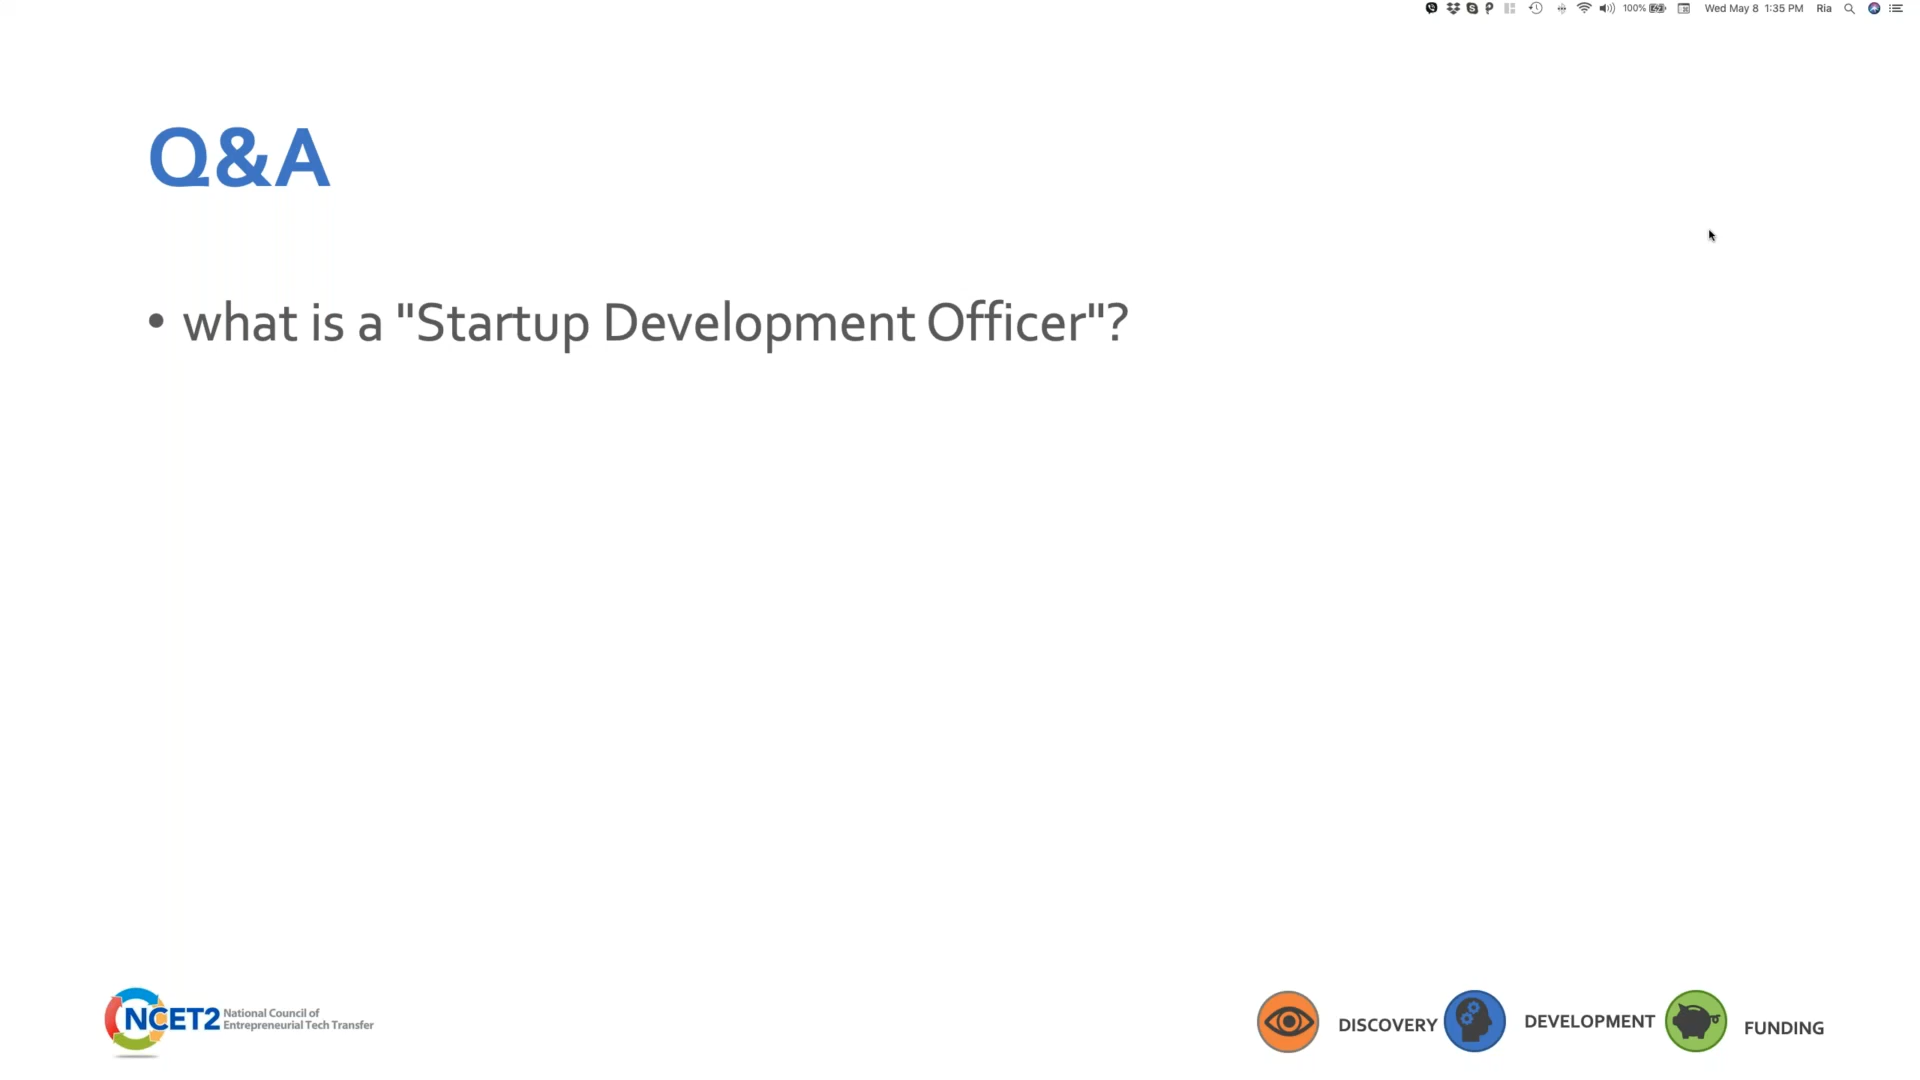 100% Wed May 8 1:35 PM Ria
Q&A
• what is a "Startup Development Officer"?
NCET2 National Council of
Entrepreneurial Tech Transfer
DISCOVERY DEVELOPMENT FUNDING